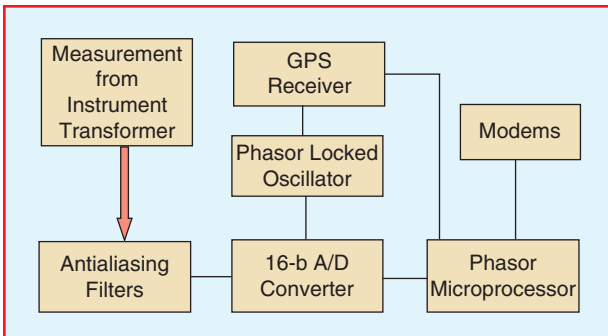 Measurement
from
Instrument
Transformer
GPS
Receiver
Phasor Locked
Oscillator
Modems
Antialiasing
Filters
16-b A/D
Converter
Phasor
Microprocessor